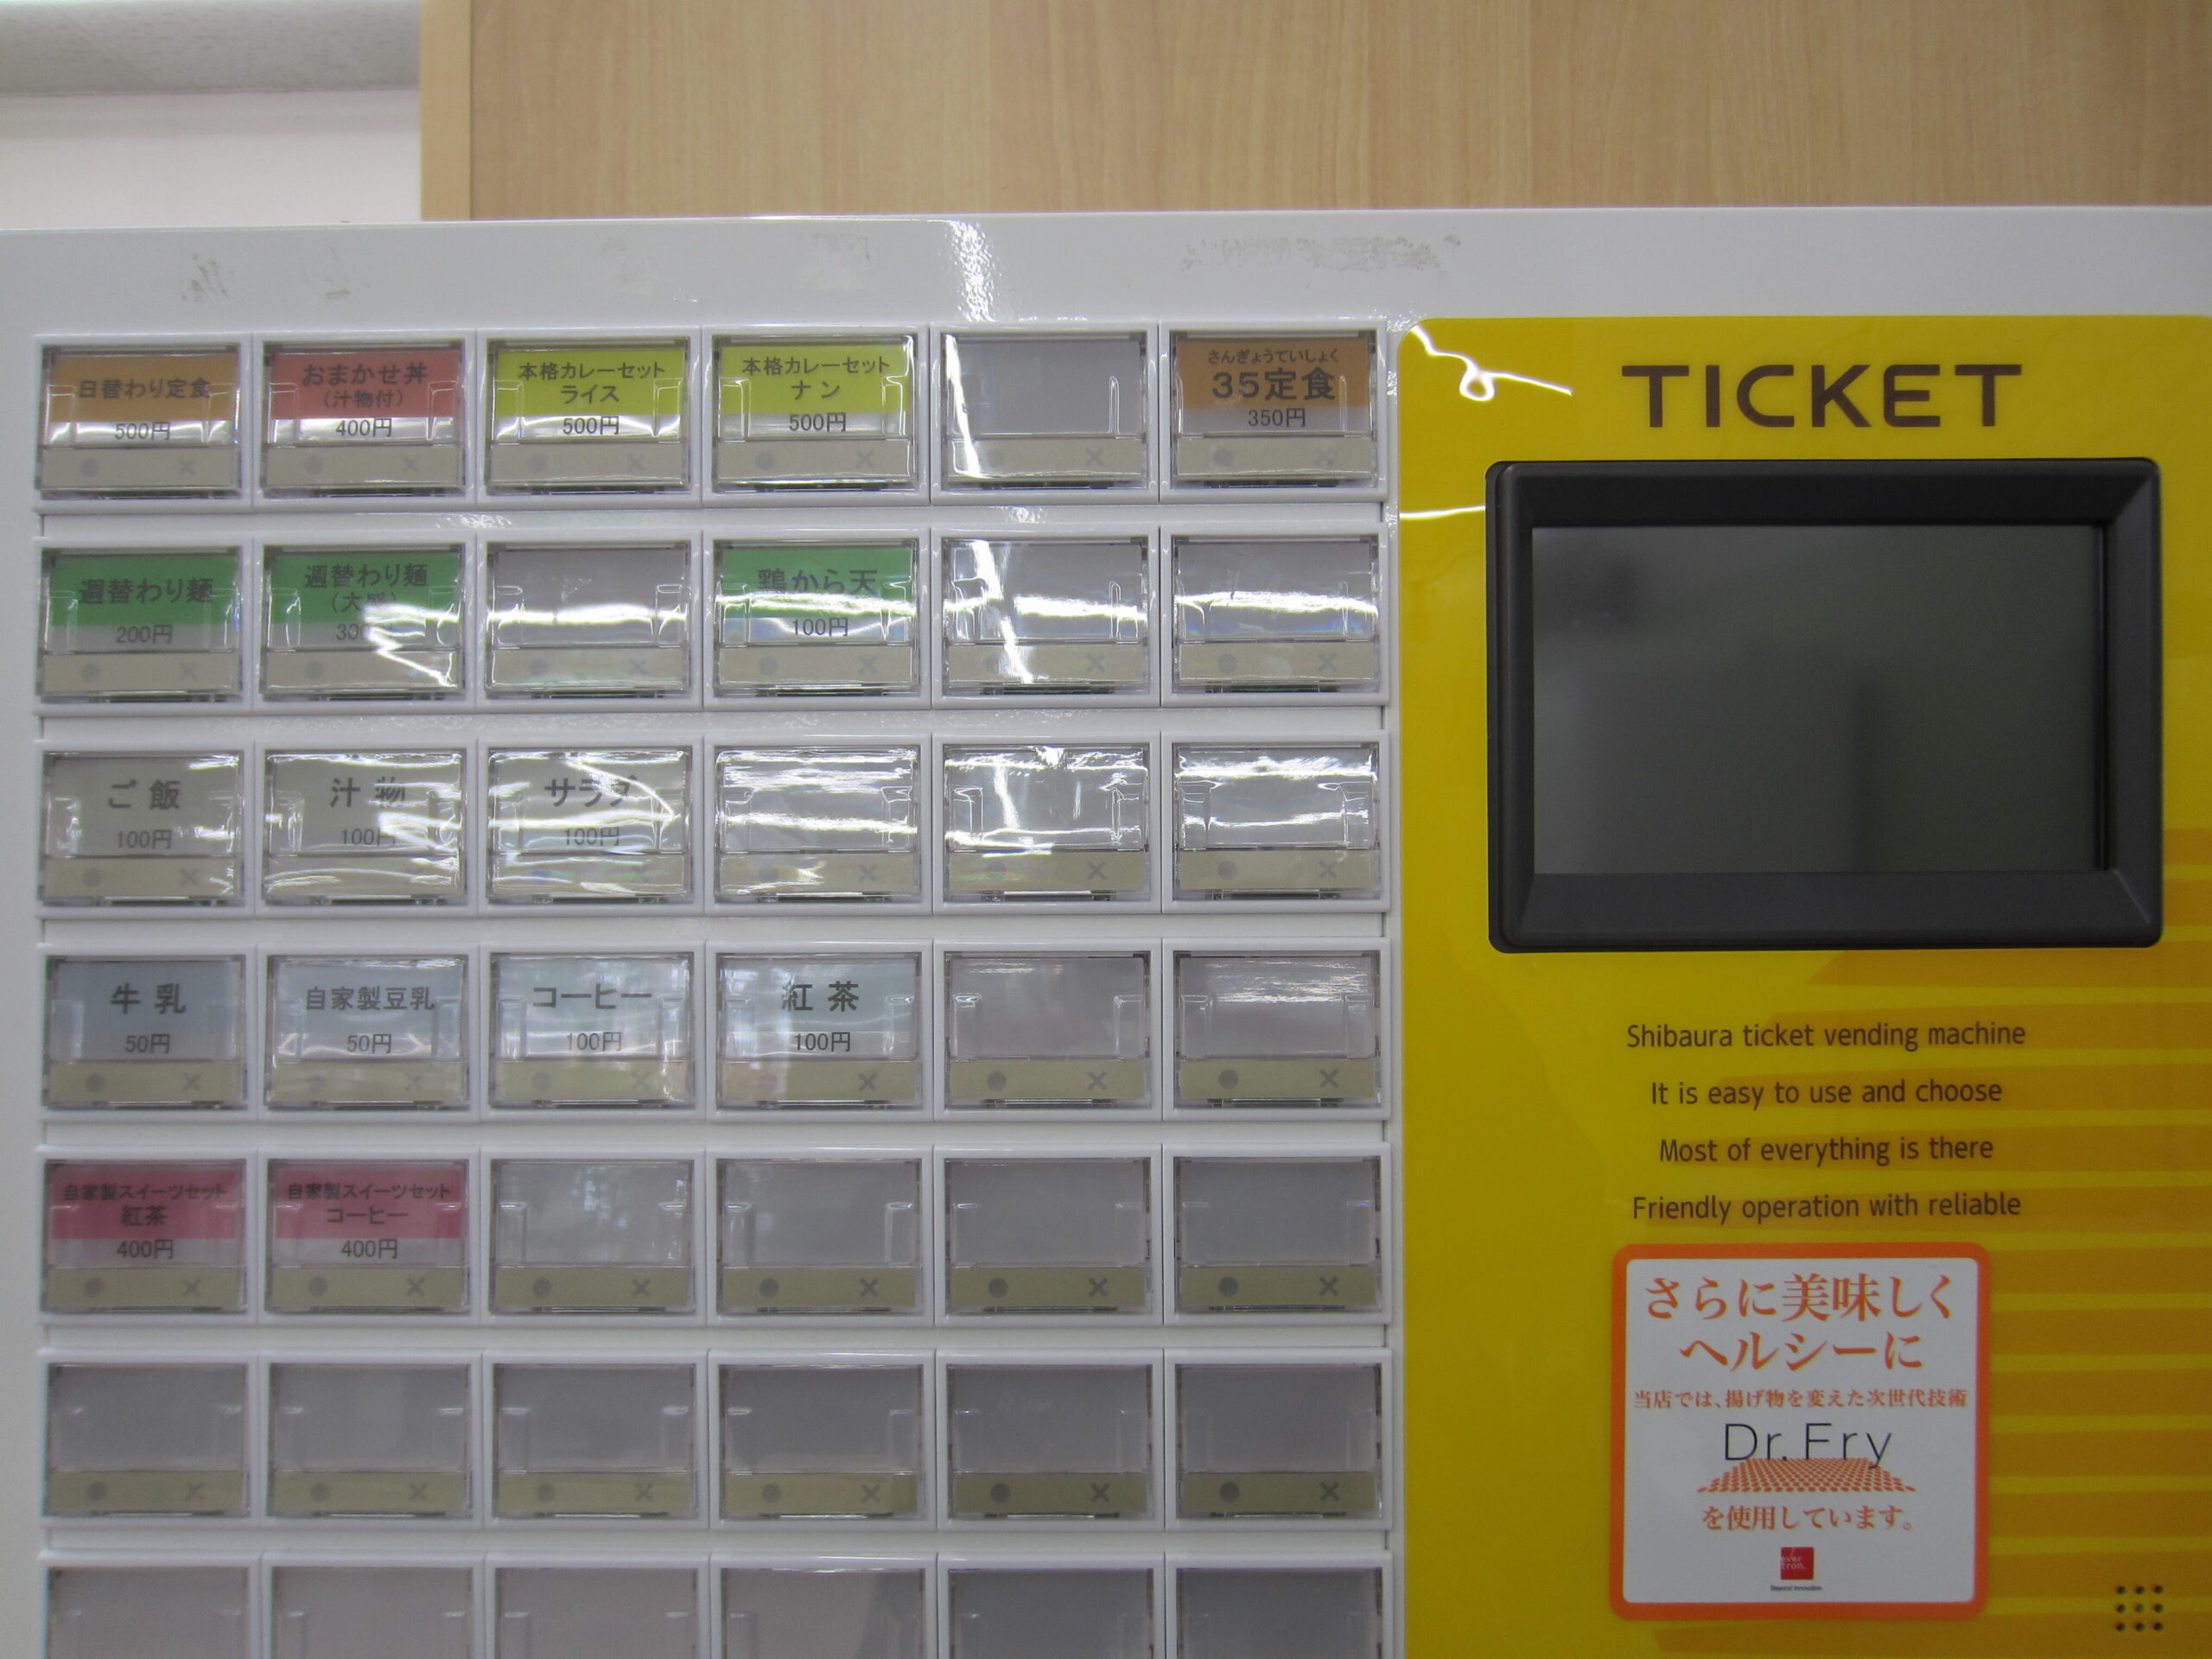 日替わり定食
500円
おまかせ丼
(汁物付)
400円
本格カレーセット
ライス
500円
本格カレーセット
ナン
500円
さんぎょうていしょく
35定食
350円
週替わり麺
200円
週替わり麺
(大盛)
鶏から天
100円
ご飯
100円
汁物
100円
サラダ
100円
牛乳
50円
自家製豆乳
50円
コーヒー
100円
紅茶
100円
自家製スイーツセット
紅茶
400円
自家製スイーツセット
コーヒー
400円
TICKET
Shibaura ticket vending machine
It is easy to use and choose
Most of everything is there
Friendly operation with reliable
さらに美味しく
ヘルシーに
当店では、揚げ物を変えた次世代技術
Dr.Fry
を使用しています。
ever
tron.
Beyond Innovation